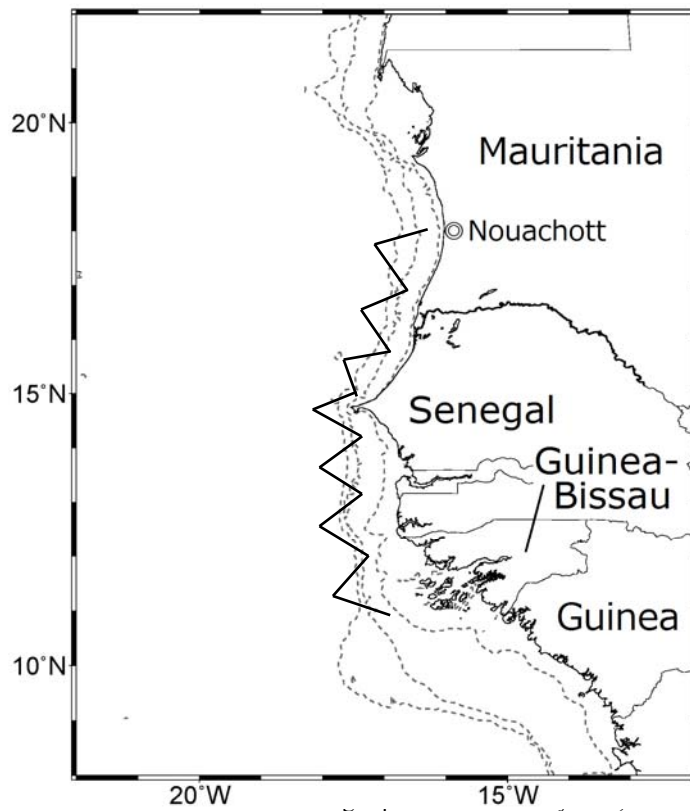 20˚N
Mauritania
Nouachott
15˚N
Senegal
Guinea-
Bissau
Guinea
10˚N
20˚W
15˚W